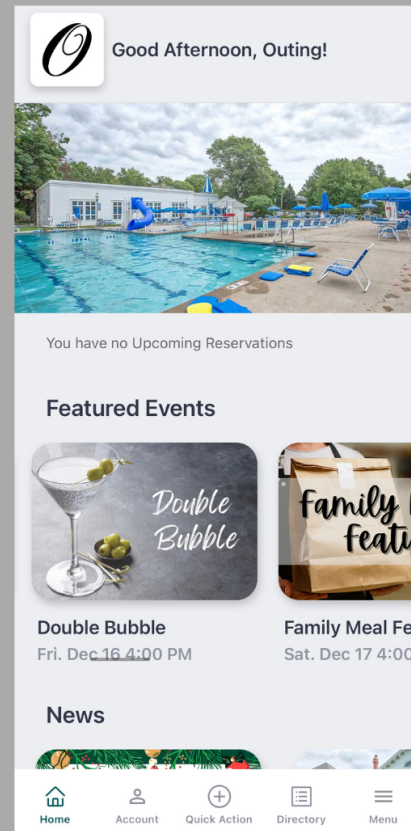 O
Good Afternoon, Outing!
You have no Upcoming Reservations
Featured Events
Double
Bubble
Family
Double Bubble
Fri. Dec 16 4:00 PM
Family Meal
Sat. Dec 17 4:00
News
Home
Account
Quick Action
Directory
Menu